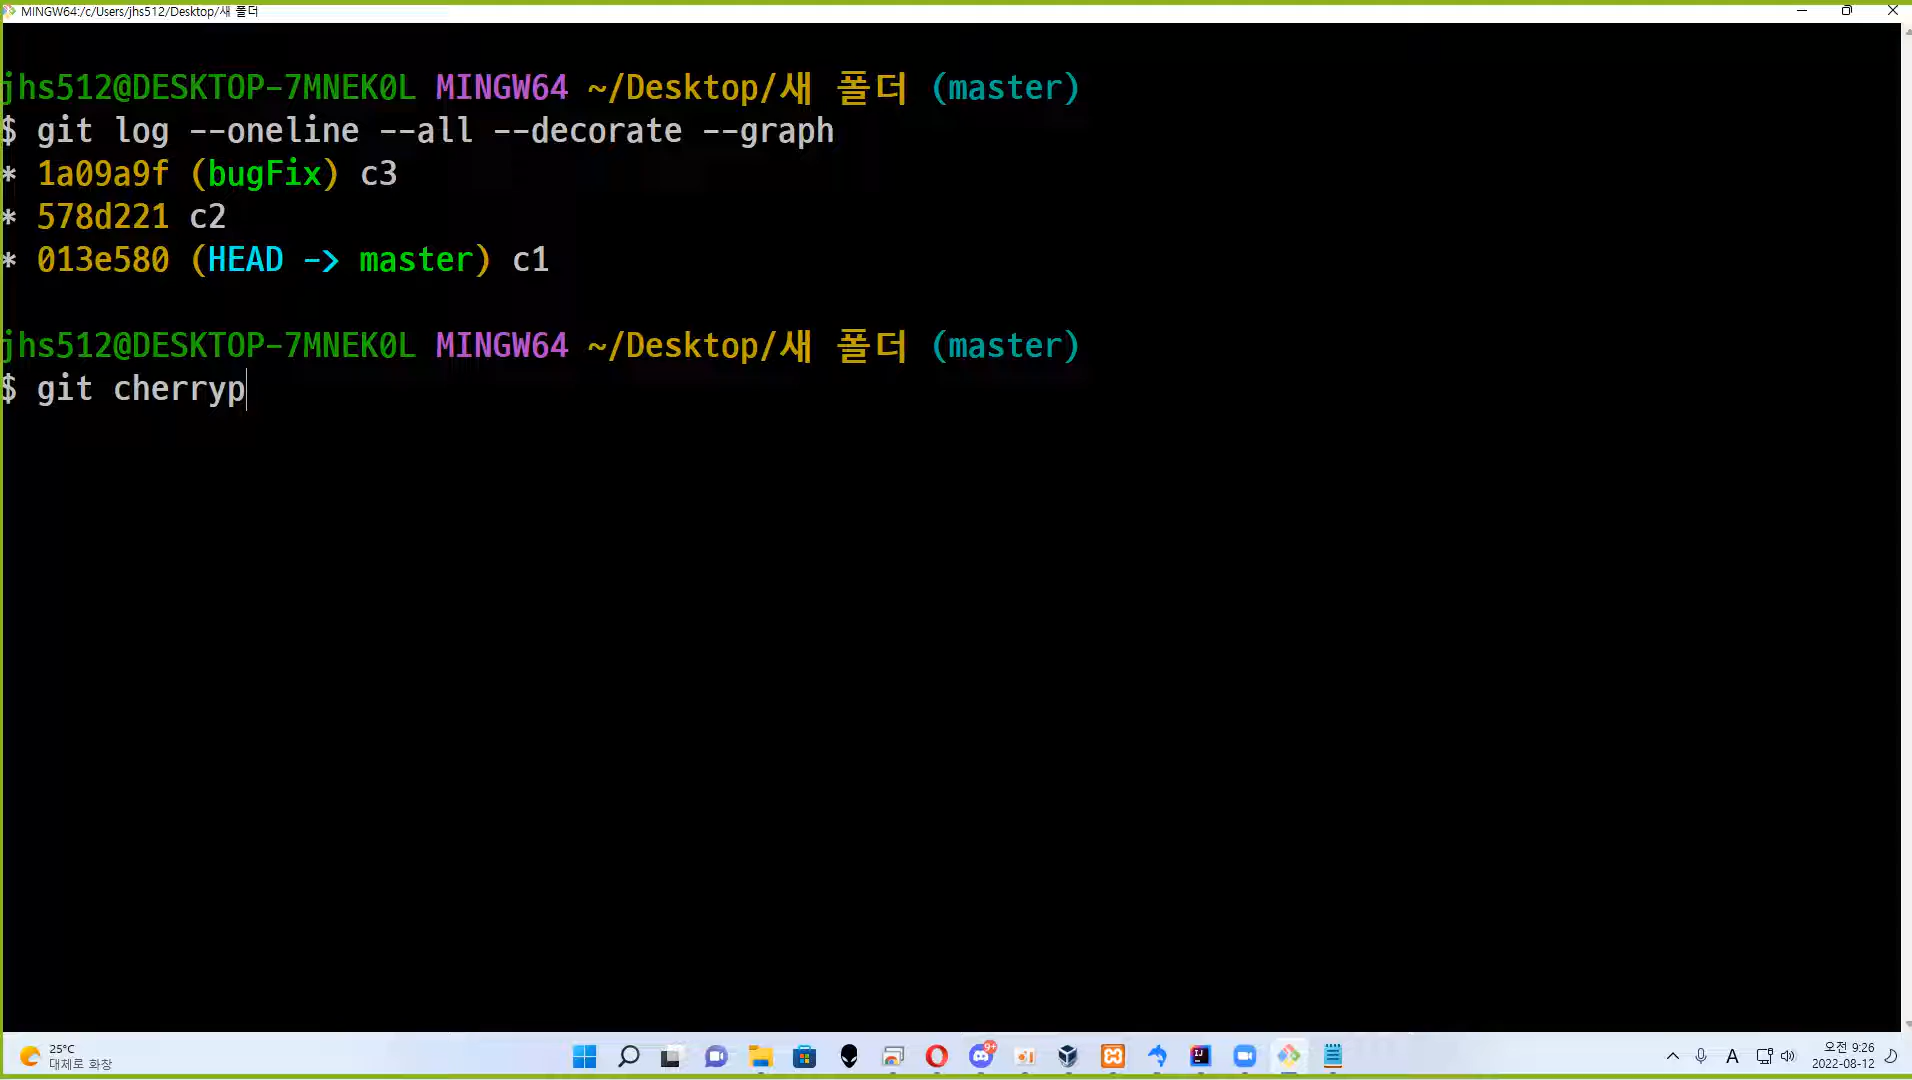 MINGW64:/c/Users/jhs512/Desktop/새 폴더
jhs512@DESKTOP-7MNEK0L MINGW64 ~/Desktop/새 폴더 (master)
$ git log --oneline --all --decorate --graph
* 1a09a9f (bugFix) c3
* 578d221 c2
* 013e580 (HEAD -> master) c1
jhs512@DESKTOP-7MNEK0L MINGW64 ~/Desktop/새 폴더 (master)
$ git cherryp
25°C
대체로 화창
9+
IJ
A
오전 9:26
2022-08-12